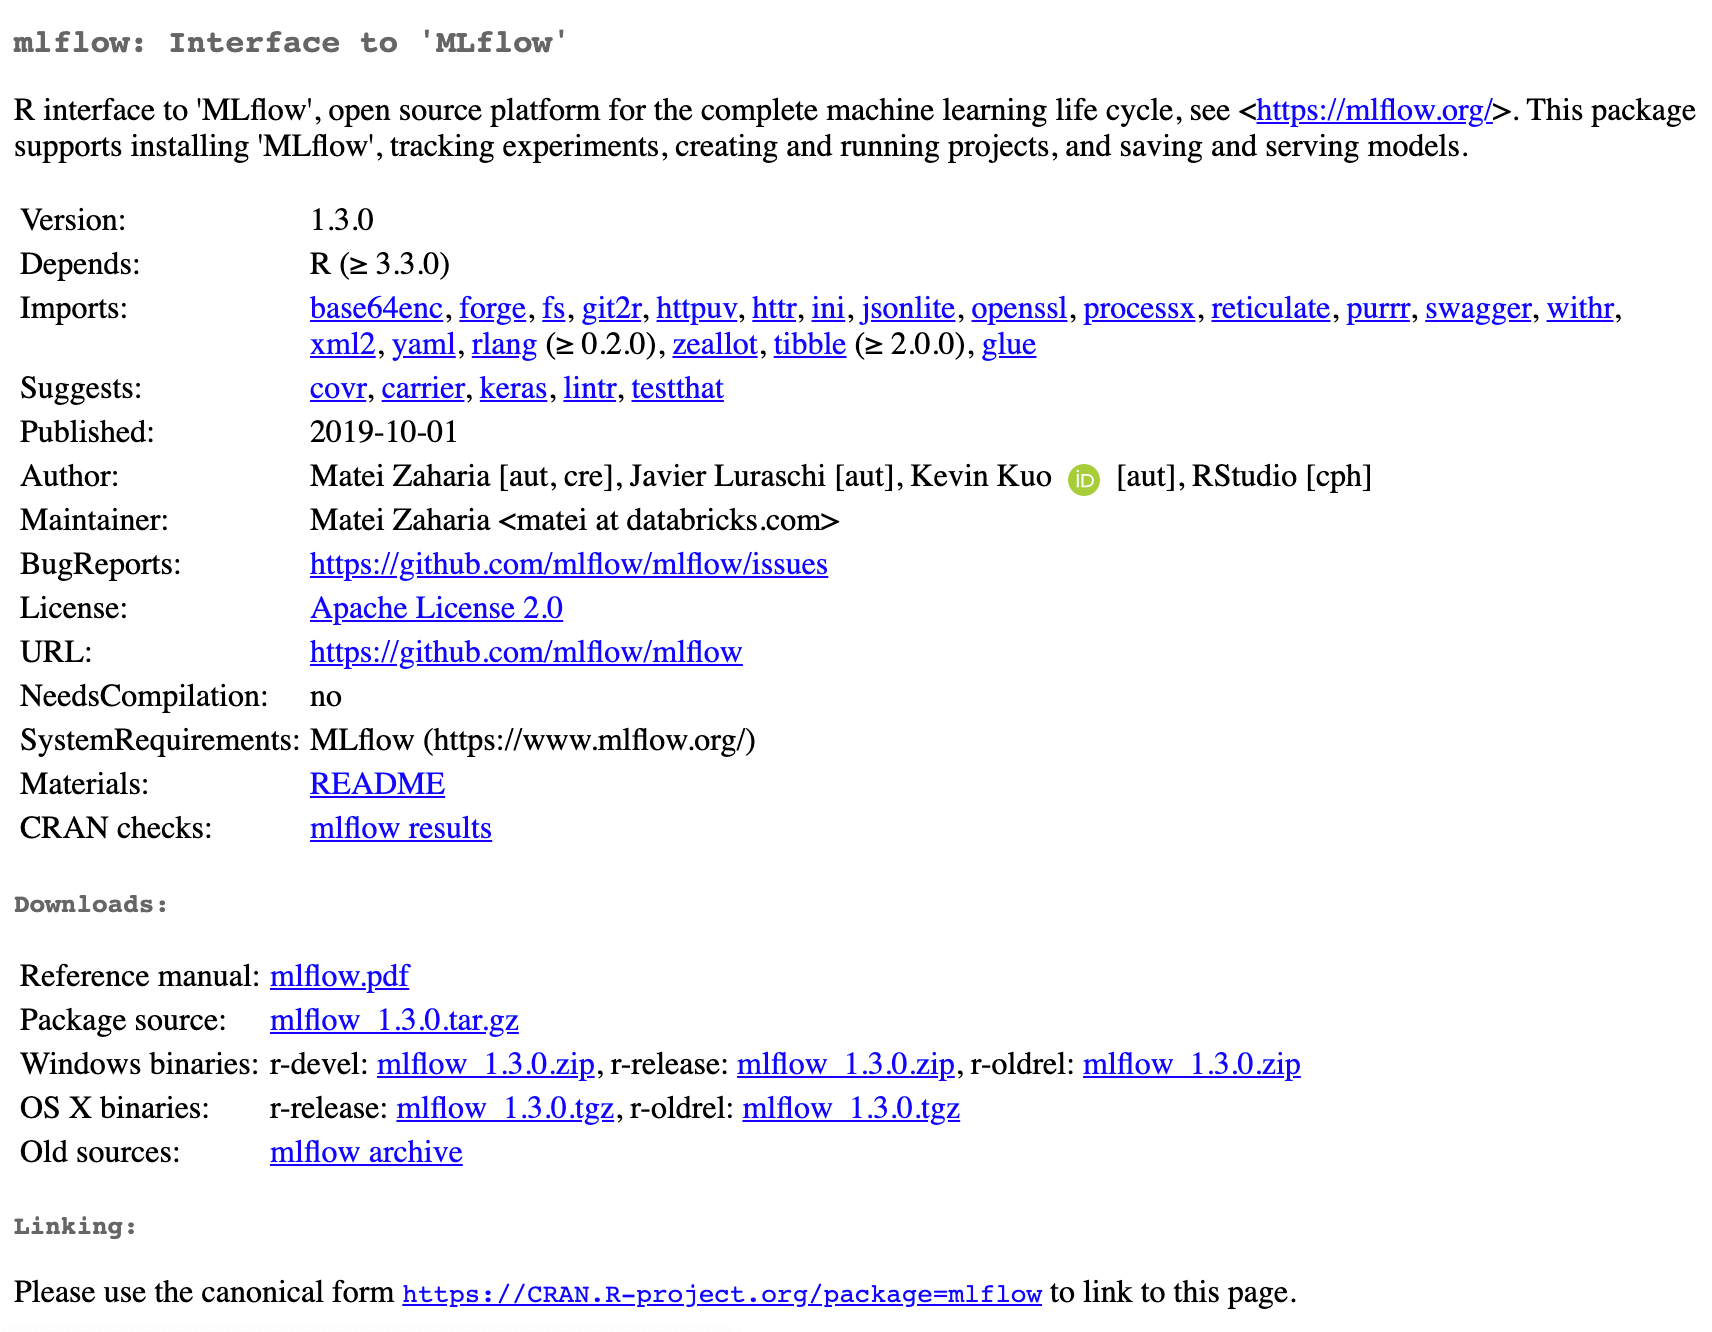 mlflow: Interface to 'MLflow'
R interface to 'MLflow', open source platform for the complete machine learning life cycle, see <https://mlflow.org/>. This package
supports installing 'MLflow', tracking experiments, creating and running projects, and saving and serving models.
Version: 1.3.0
Depends: R (≥ 3.3.0)
Imports: base64enc, forge, fs, git2r, httpuv, httr, ini, jsonlite, openssl, processx, reticulate, purrr, swagger, withr,
xml2, yaml, rlang (≥ 0.2.0), zeallot, tibble (≥ 2.0.0), glue
Suggests: covr, carrier, keras, lintr, testthat
Published: 2019-10-01
Author: Matei Zaharia [aut, cre], Javier Luraschi [aut], Kevin Kuo iD [aut], RStudio [cph]
Maintainer: Matei Zaharia <matei at databricks.com>
BugReports: https://github.com/mlflow/mlflow/issues
License: Apache License 2.0
URL: https://github.com/mlflow/mlflow
NeedsCompilation: no
SystemRequirements: MLflow (https://www.mlflow.org/)
Materials: README
CRAN checks: mlflow results
Downloads:
Reference manual: mlflow.pdf
Package source: mlflow_1.3.0.tar.gz
Windows binaries: r-devel: mlflow_1.3.0.zip, r-release: mlflow_1.3.0.zip, r-oldrel: mlflow_1.3.0.zip
OS X binaries: r-release: mlflow_1.3.0.tgz, r-oldrel: mlflow_1.3.0.tgz
Old sources: mlflow archive
Linking:
Please use the canonical form https://CRAN.R-project.org/package=mlflow to link to this page.